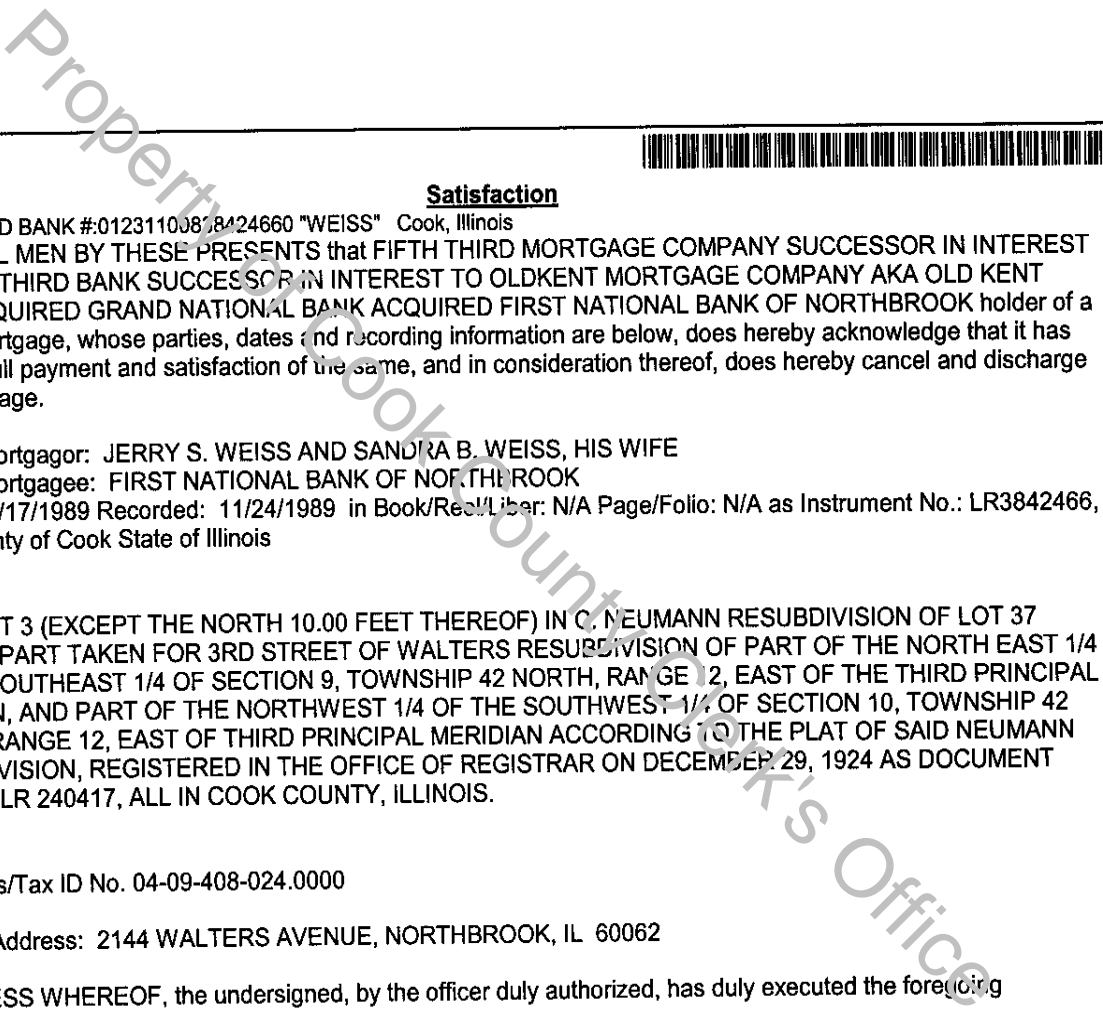 Property of Cook County Clerk's Office
Satisfaction
D BANK #:01231100828424660 "WEISS" Cook, Illinois
L MEN BY THESE PRESENTS that FIFTH THIRD MORTGAGE COMPANY SUCCESSOR IN INTEREST
THIRD BANK SUCCESSOR IN INTEREST TO OLDKENT MORTGAGE COMPANY AKA OLD KENT
QUIRED GRAND NATIONAL BANK ACQUIRED FIRST NATIONAL BANK OF NORTHBROOK holder of a
rtgage, whose parties, dates and recording information are below, does hereby acknowledge that it has
ull payment and satisfaction of the same, and in consideration thereof, does hereby cancel and discharge
age.
ortgagor: JERRY S. WEISS AND SANDRA B. WEISS, HIS WIFE
ortgagee: FIRST NATIONAL BANK OF NORTHBROOK
/17/1989 Recorded: 11/24/1989 in Book/Reel/Liber: N/A Page/Folio: N/A as Instrument No.: LR3842466,
nty of Cook State of Illinois
T 3 (EXCEPT THE NORTH 10.00 FEET THEREOF) IN C. NEUMANN RESUBDIVISION OF LOT 37
PART TAKEN FOR 3RD STREET OF WALTERS RESUBDIVISION OF PART OF THE NORTH EAST 1/4
OUTHEAST 1/4 OF SECTION 9, TOWNSHIP 42 NORTH, RANGE 12, EAST OF THE THIRD PRINCIPAL
N, AND PART OF THE NORTHWEST 1/4 OF THE SOUTHWEST 1/4 OF SECTION 10, TOWNSHIP 42
RANGE 12, EAST OF THIRD PRINCIPAL MERIDIAN ACCORDING TO THE PLAT OF SAID NEUMANN
VISION, REGISTERED IN THE OFFICE OF REGISTRAR ON DECEMBER 29, 1924 AS DOCUMENT
LR 240417, ALL IN COOK COUNTY, ILLINOIS.
s/Tax ID No. 04-09-408-024.0000
Address: 2144 WALTERS AVENUE, NORTHBROOK, IL 60062
ESS WHEREOF, the undersigned, by the officer duly authorized, has duly executed the foregoing